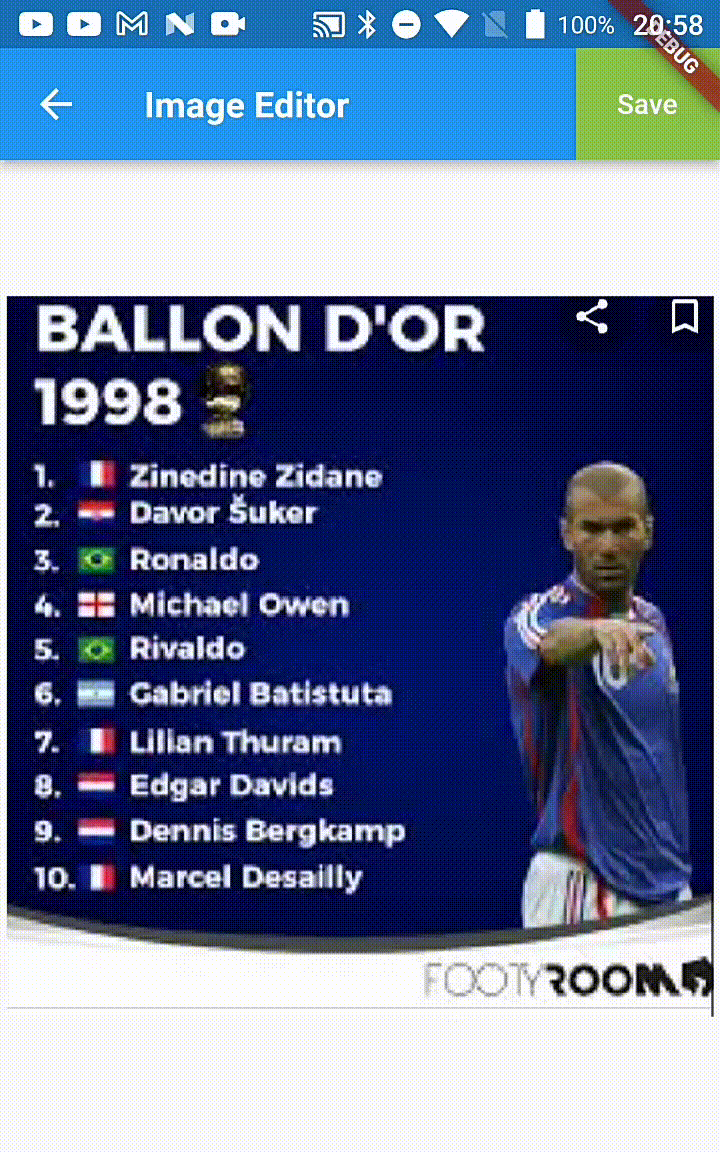 100% 20:58
DEBUG
Image Editor
Save
BALLON D'OR
1998
1. Zinedine Zidane
2. Davor Šuker
3. Ronaldo
4. Michael Owen
5. Rivaldo
6. Gabriel Batistuta
7. Lilian Thuram
8. Edgar Davids
9. Dennis Bergkamp
10. Marcel Desailly
FOOTYROOM